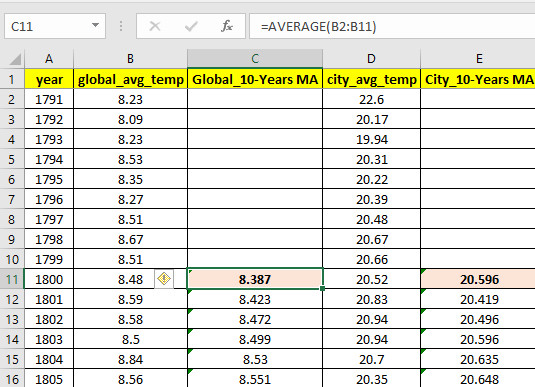 C11 fx =AVERAGE(B2:B11)
A B C D E
1 year global_avg_temp Global_10-Years MA city_avg_temp City_10-Years MA
2 1791 8.23 22.6
3 1792 8.09 20.17
4 1793 8.23 19.94
5 1794 8.53 20.31
6 1795 8.35 20.22
7 1796 8.27 20.39
8 1797 8.51 20.48
9 1798 8.67 20.67
10 1799 8.51 20.66
11 1800 8.48 8.387 20.52 20.596
12 1801 8.59 8.423 20.83 20.419
13 1802 8.58 8.472 20.94 20.496
14 1803 8.5 8.499 20.94 20.596
15 1804 8.84 8.53 20.7 20.635
16 1805 8.56 8.551 20.35 20.648